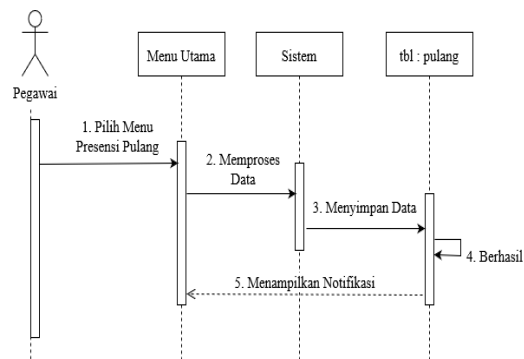 Pegawai
Menu Utama
Sistem
tbl : pulang
1. Pilih Menu
Presensi Pulang
2. Memproses
Data
3. Menyimpan Data
4. Berhasil
5. Menampilkan Notifikasi